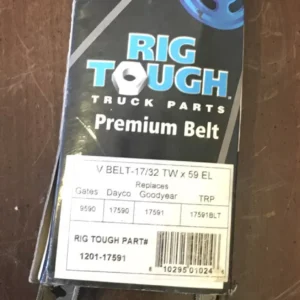 RIG
TOUGH
TRUCK PARTS
Premium Belt
V BELT-17/32 TW x 59 EL
Replaces
Gates Dayco Goodyear TRP
9590 17590 17591 17591BLT
RIG TOUGH PART#
1201-17591
8 10295 01024